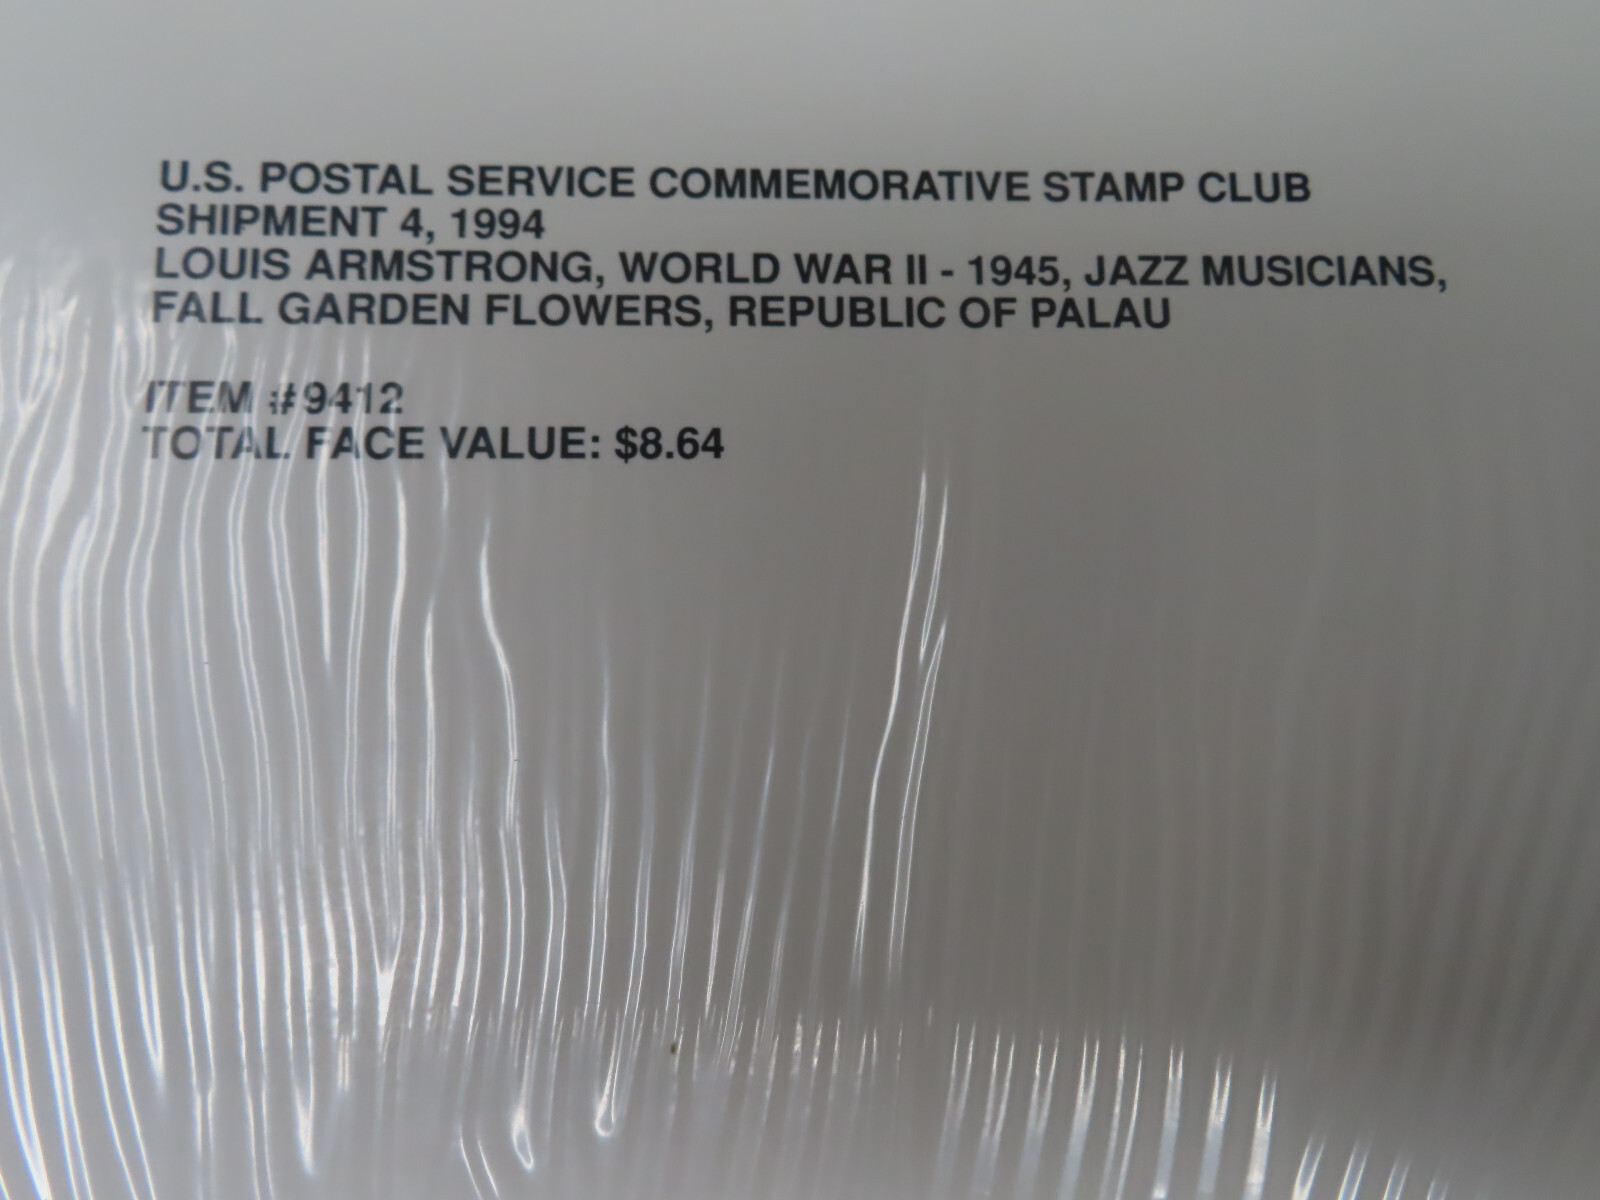 U.S. POSTAL SERVICE COMMEMORATIVE STAMP CLUB
SHIPMENT 4, 1994
LOUIS ARMSTRONG, WORLD WAR II - 1945, JAZZ MUSICIANS,
FALL GARDEN FLOWERS, REPUBLIC OF PALAU
ITEM #9412
TOTAL FACE VALUE: $8.64